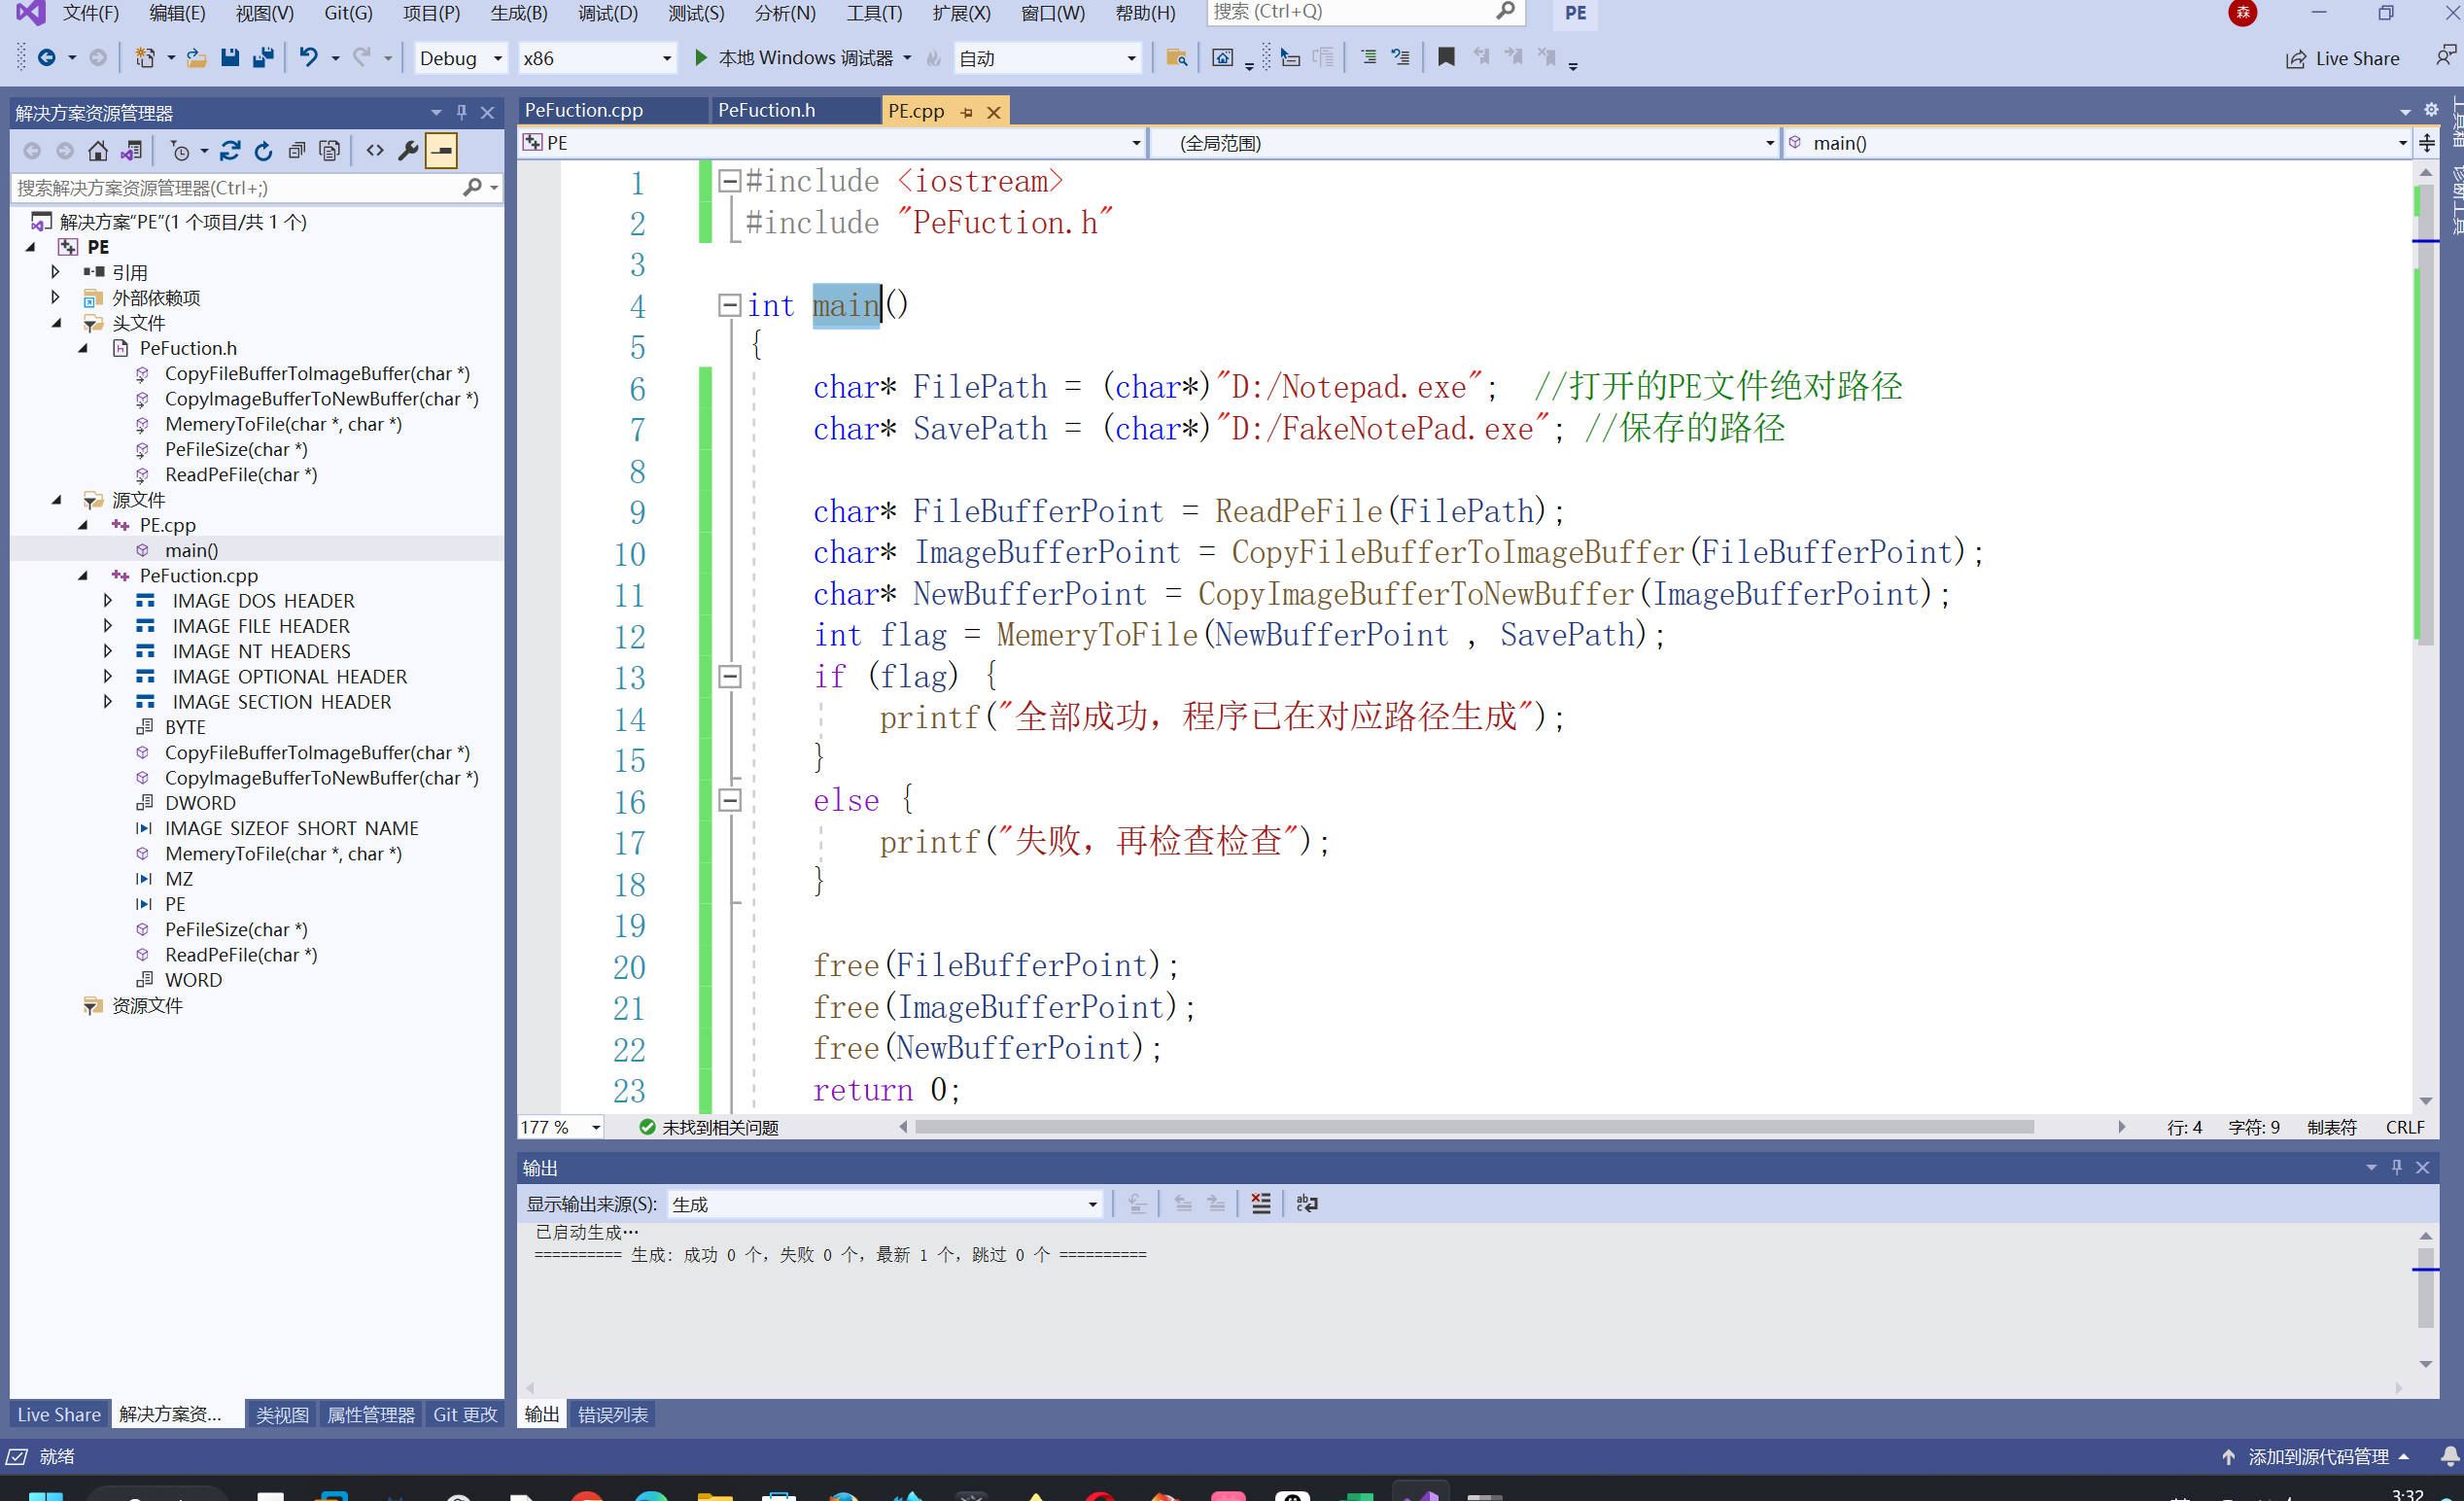 文件(F) 编辑(E) 视图(V) Git(G) 项目(P) 生成(B) 调试(D) 测试(S) 分析(N) 工具(T) 扩展(X) 窗口(W) 帮助(H) 搜索 (Ctrl+Q) PE 森
Debug x86 本地 Windows 调试器 自动 Live Share
解决方案资源管理器
搜索解决方案资源管理器(Ctrl+;)
解决方案"PE"(1 个项目/共 1 个)
PE
引用
外部依赖项
头文件
PeFuction.h
CopyFileBufferToImageBuffer(char *)
CopyImageBufferToNewBuffer(char *)
MemeryToFile(char *, char *)
PeFileSize(char *)
ReadPeFile(char *)
源文件
PE.cpp
main()
PeFuction.cpp
IMAGE DOS HEADER
IMAGE FILE HEADER
IMAGE NT HEADERS
IMAGE OPTIONAL HEADER
IMAGE SECTION HEADER
BYTE
CopyFileBufferToImageBuffer(char *)
CopyImageBufferToNewBuffer(char *)
DWORD
IMAGE SIZEOF SHORT NAME
MemeryToFile(char *, char *)
MZ
PE
PeFileSize(char *)
ReadPeFile(char *)
WORD
资源文件
Live Share 解决方案资... 类视图 属性管理器 Git 更改
PeFuction.cpp PeFuction.h PE.cpp
PE (全局范围) main()
1 #include <iostream>
2 #include "PeFuction.h"
3
4 int main()
5 {
6 char* FilePath = (char*)"D:/Notepad.exe"; //打开的PE文件绝对路径
7 char* SavePath = (char*)"D:/FakeNotePad.exe"; //保存的路径
8
9 char* FileBufferPoint = ReadPeFile(FilePath);
10 char* ImageBufferPoint = CopyFileBufferToImageBuffer(FileBufferPoint);
11 char* NewBufferPoint = CopyImageBufferToNewBuffer(ImageBufferPoint);
12 int flag = MemeryToFile(NewBufferPoint , SavePath);
13 if (flag) {
14 printf("全部成功，程序已在对应路径生成");
15 }
16 else {
17 printf("失败，再检查检查");
18 }
19
20 free(FileBufferPoint);
21 free(ImageBufferPoint);
22 free(NewBufferPoint);
23 return 0;
177 % 未找到相关问题 行: 4 字符: 9 制表符 CRLF
输出
显示输出来源(S): 生成
已启动生成…
========== 生成: 成功 0 个，失败 0 个，最新 1 个，跳过 0 个 ==========
输出 错误列表
工具箱 诊断工具
就绪 添加到源代码管理
3:32